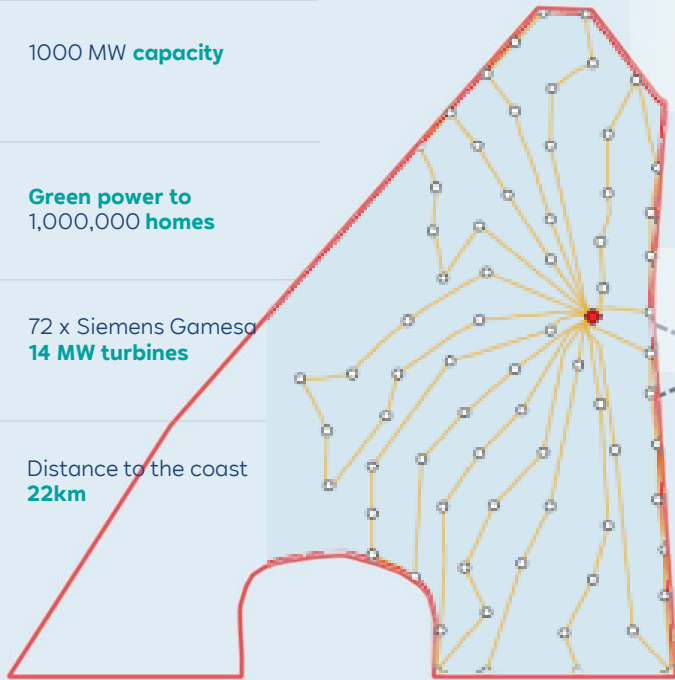 1000 MW capacity
Green power to
1,000,000 homes
72 x Siemens Gamesa
14 MW turbines
Distance to the coast
22km